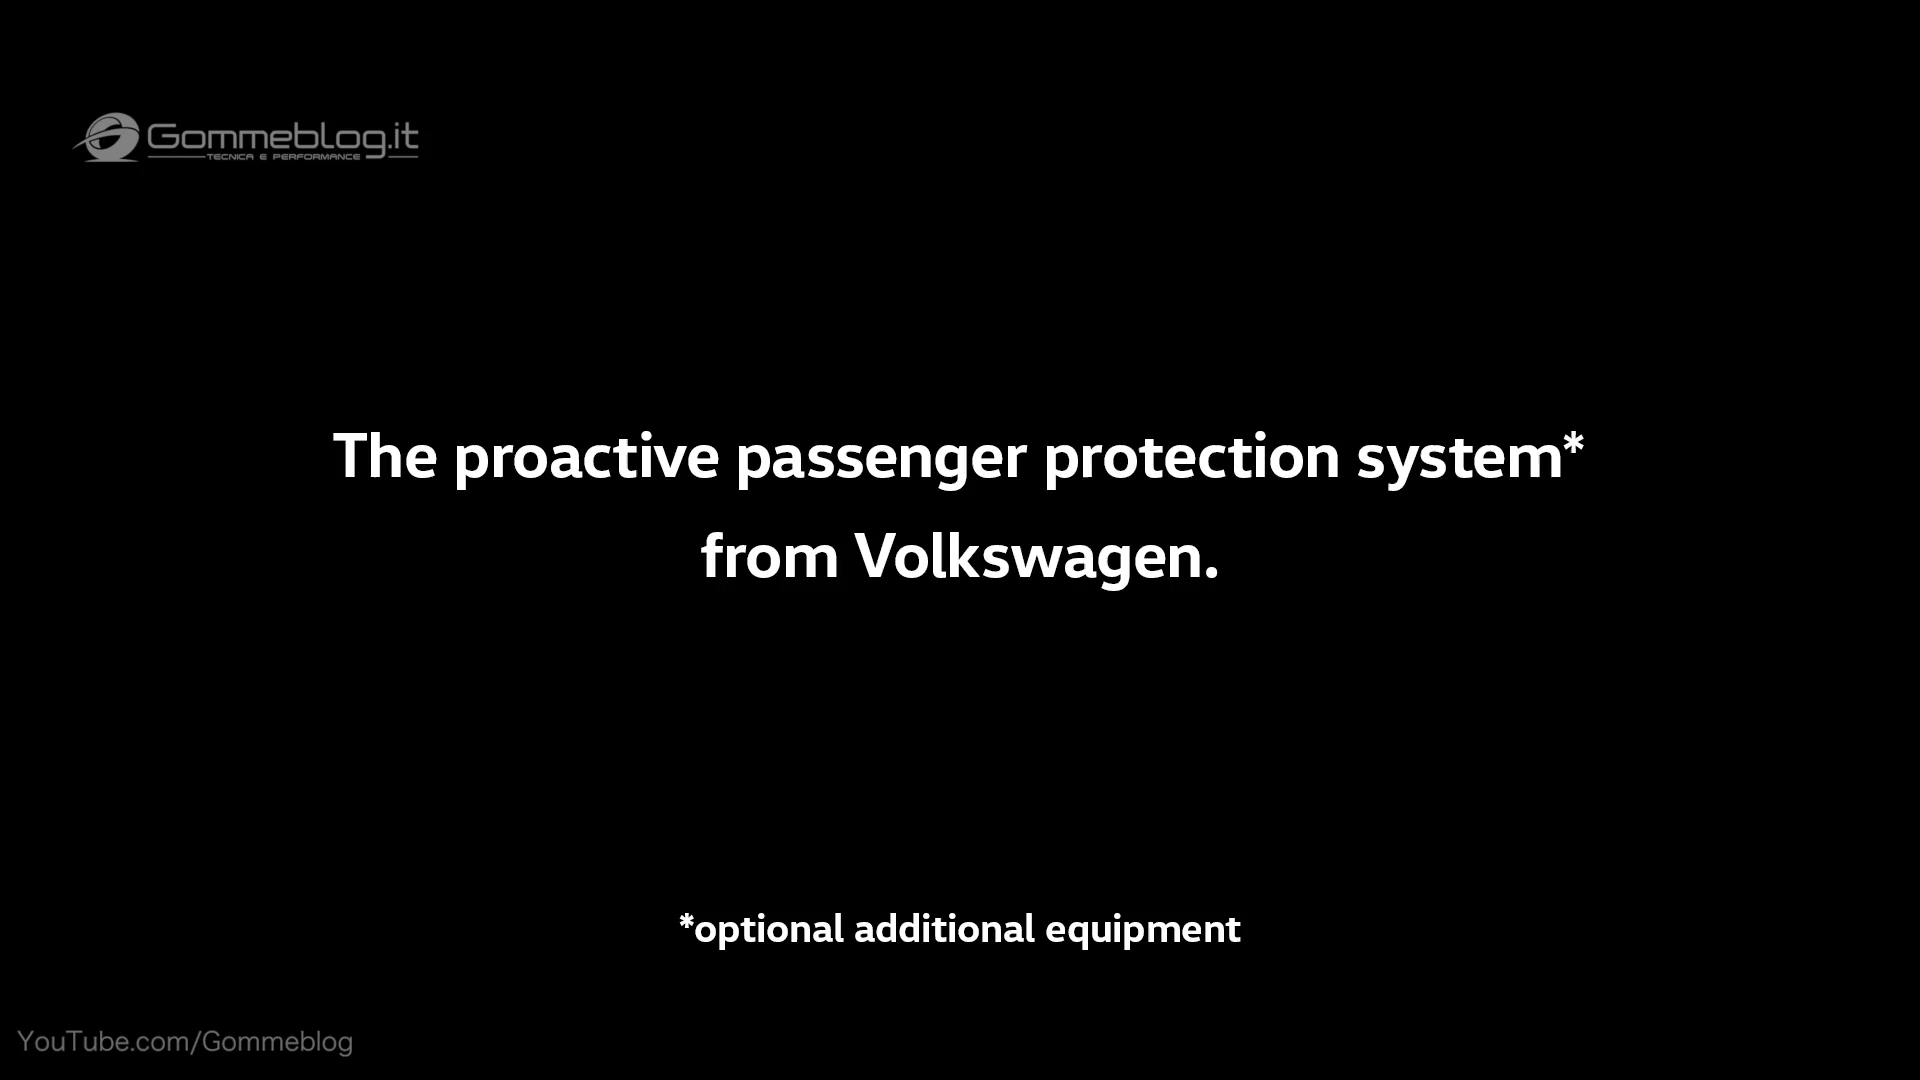 Gommeblog.it
TECNICA E PERFORMANCE
The proactive passenger protection system*
from Volkswagen.
*optional additional equipment
YouTube.com/Gommeblog